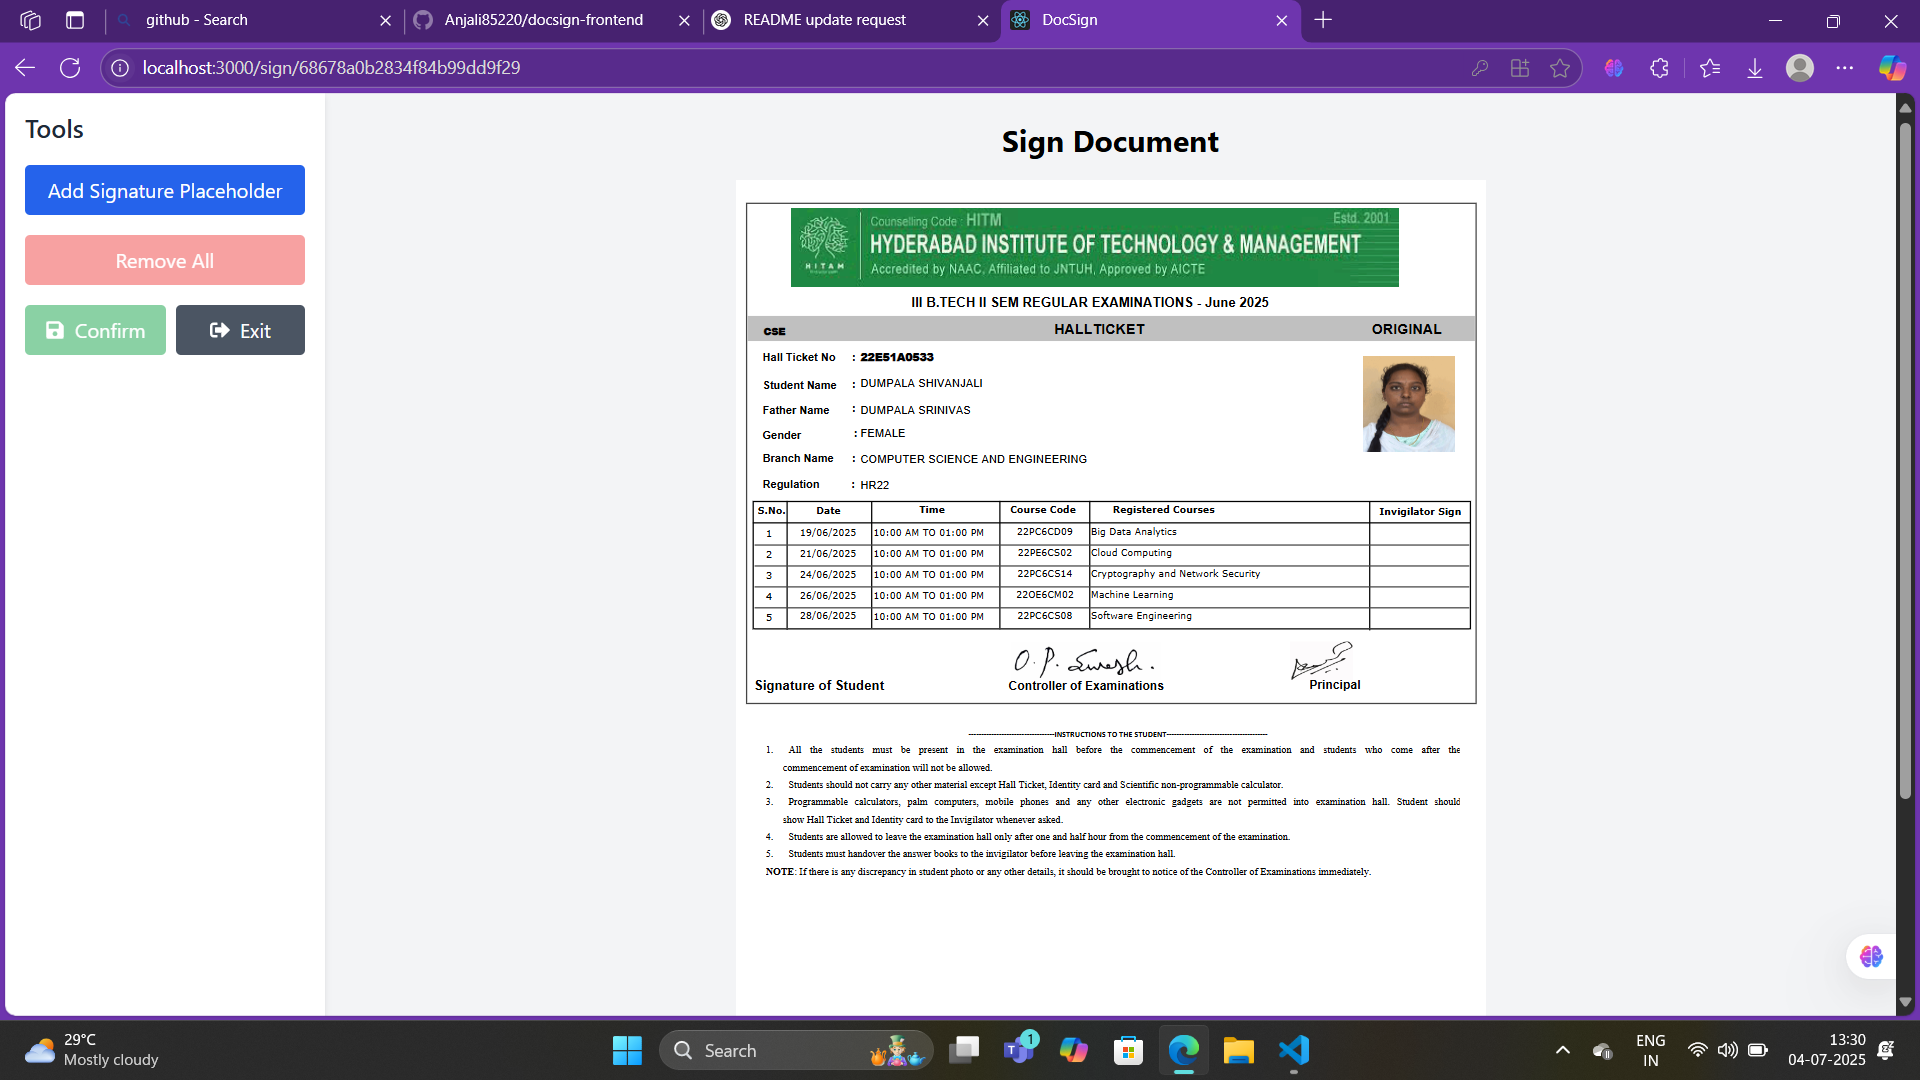 github - Search
Anjali85220/docsign-frontend
README update request
DocSign
localhost:3000/sign/68678a0b2834f84b99dd9f29
Tools
Add Signature Placeholder
Remove All
Confirm
Exit
Sign Document
HITAM
Counselling Code : HITM
Estd. 2001
HYDERABAD INSTITUTE OF TECHNOLOGY & MANAGEMENT
Accredited by NAAC, Affiliated to JNTUH, Approved by AICTE
III B.TECH II SEM REGULAR EXAMINATIONS - June 2025
CSE HALLTICKET ORIGINAL
Hall Ticket No : 22E51A0533
Student Name : DUMPALA SHIVANJALI
Father Name : DUMPALA SRINIVAS
Gender : FEMALE
Branch Name : COMPUTER SCIENCE AND ENGINEERING
Regulation : HR22
S.No. Date Time Course Code Registered Courses Invigilator Sign
1 19/06/2025 10:00 AM TO 01:00 PM 22PC6CD09 Big Data Analytics
2 21/06/2025 10:00 AM TO 01:00 PM 22PE6CS02 Cloud Computing
3 24/06/2025 10:00 AM TO 01:00 PM 22PC6CS14 Cryptography and Network Security
4 26/06/2025 10:00 AM TO 01:00 PM 22OE6CM02 Machine Learning
5 28/06/2025 10:00 AM TO 01:00 PM 22PC6CS08 Software Engineering
O.P. Suresh.
Signature of Student Controller of Examinations Principal
-----------------------------------INSTRUCTIONS TO THE STUDENT-----------------------------------------
1. All the students must be present in the examination hall before the commencement of the examination and students who come after the
commencement of examination will not be allowed.
2. Students should not carry any other material except Hall Ticket, Identity card and Scientific non-programmable calculator.
3. Programmable calculators, palm computers, mobile phones and any other electronic gadgets are not permitted into examination hall. Student should
show Hall Ticket and Identity card to the Invigilator whenever asked.
4. Students are allowed to leave the examination hall only after one and half hour from the commencement of the examination.
5. Students must handover the answer books to the invigilator before leaving the examination hall.
NOTE: If there is any discrepancy in student photo or any other details, it should be brought to notice of the Controller of Examinations immediately.
29°C
Mostly cloudy
Search
1
ENG
IN
13:30
04-07-2025